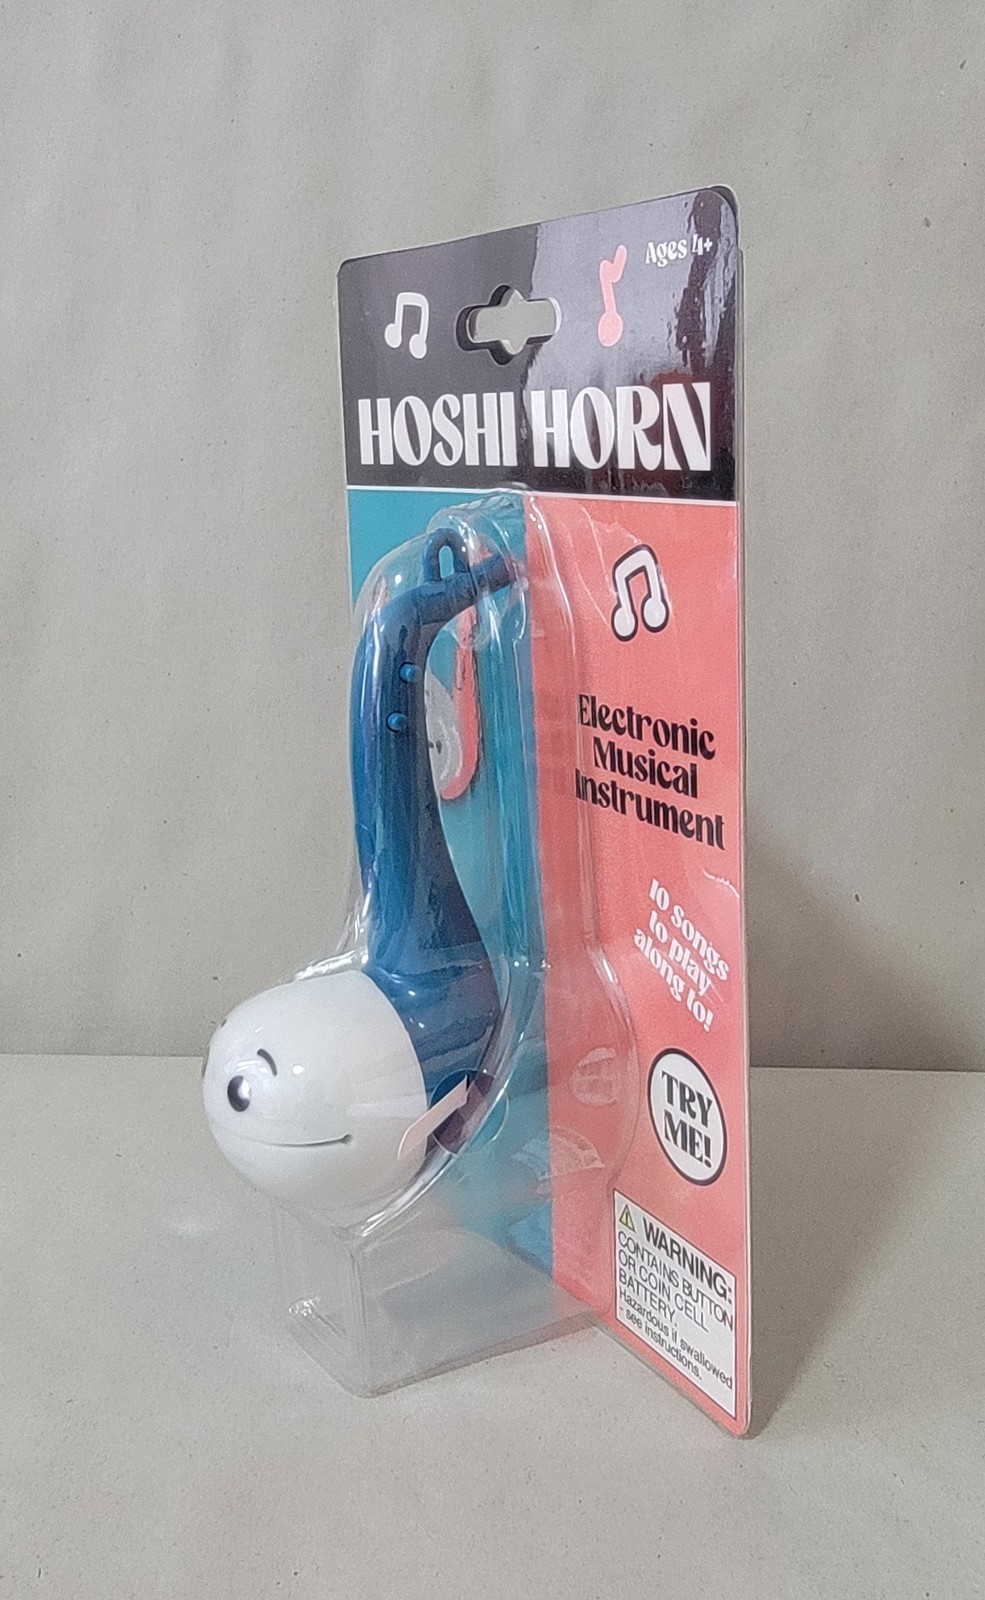 Ages 4+
HOSHI HORN
Electronic
Musical
Instrument
10 Songs
to play
along to!
TRY
ME!
WARNING:
CONTAINS BUTTON
OR COIN CELL
BATTERY.
Hazardous if swallowed
- see instructions.